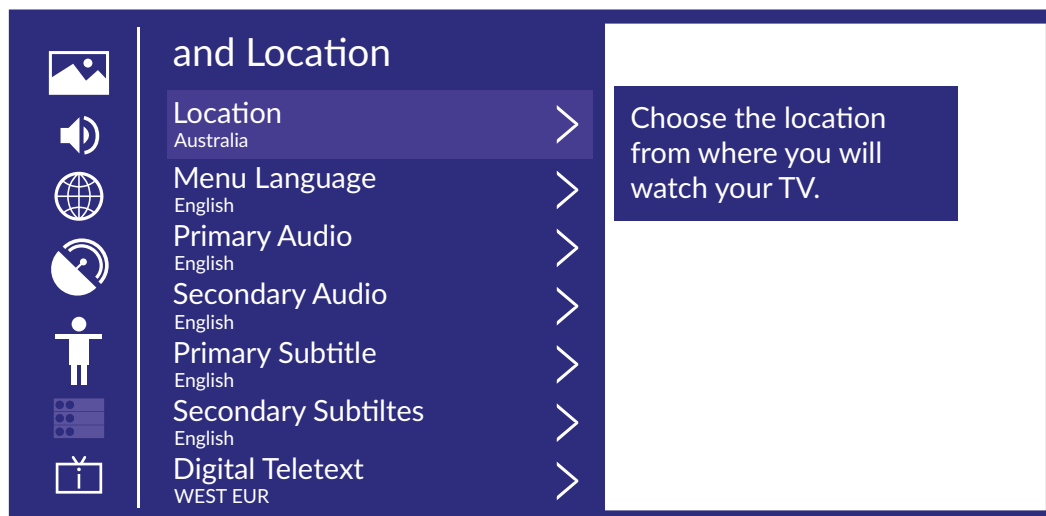 and Location
Location
Australia
Menu Language
English
Primary Audio
English
Secondary Audio
English
Primary Subtitle
English
Secondary Subtiltes
English
Digital Teletext
WEST EUR
Choose the location
from where you will
watch your TV.
i